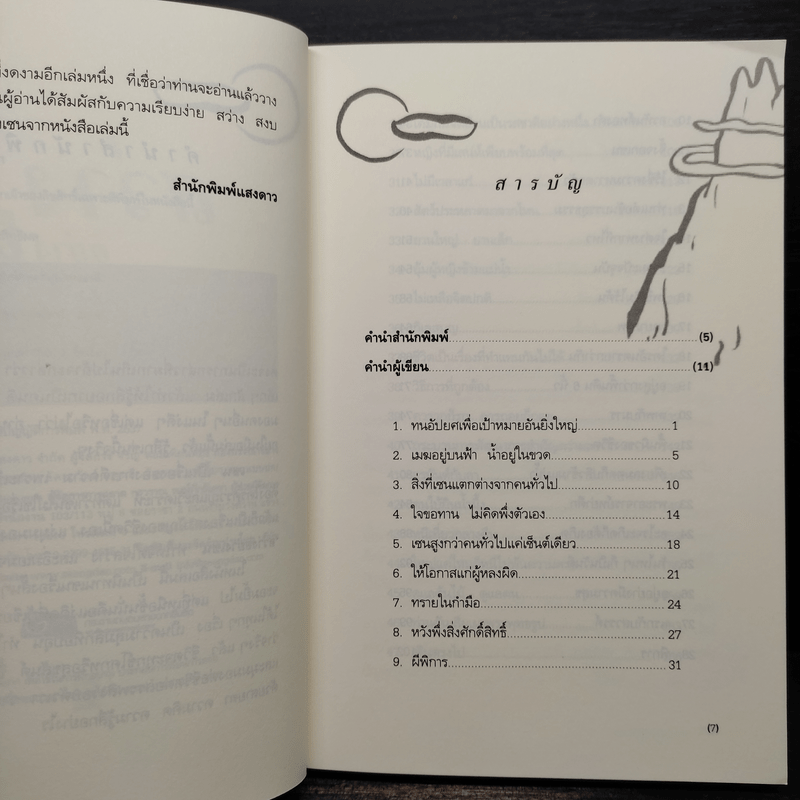 งดงามอีกเล่มหนึ่ง ที่เชื่อว่าท่านจะอ่านแล้ววาง
ผู้อ่านได้สัมผัสกับความเรียบง่าย สว่าง สงบ
เซนจากหนังสือเล่มนี้
สำนักพิมพ์แสงดาว
สารบัญ
คำนำสำนักพิมพ์ (5)
คำนำผู้เขียน (11)
1. ทนอัปยศเพื่อเป้าหมายอันยิ่งใหญ่ 1
2. เมฆอยู่บนฟ้า น้ำอยู่ในขวด 5
3. สิ่งที่เซนแตกต่างจากคนทั่วไป 10
4. ใจขอทาน ไม่คิดพึ่งตัวเอง 14
5. เซนสูงกว่าคนทั่วไปแค่เซ็นต์เดียว 18
6. ให้โอกาสแก่ผู้หลงผิด 21
7. ทรายในกำมือ 24
8. หวังพึ่งสิ่งศักดิ์สิทธิ์ 27
9. ผีพิการ 31
(7)